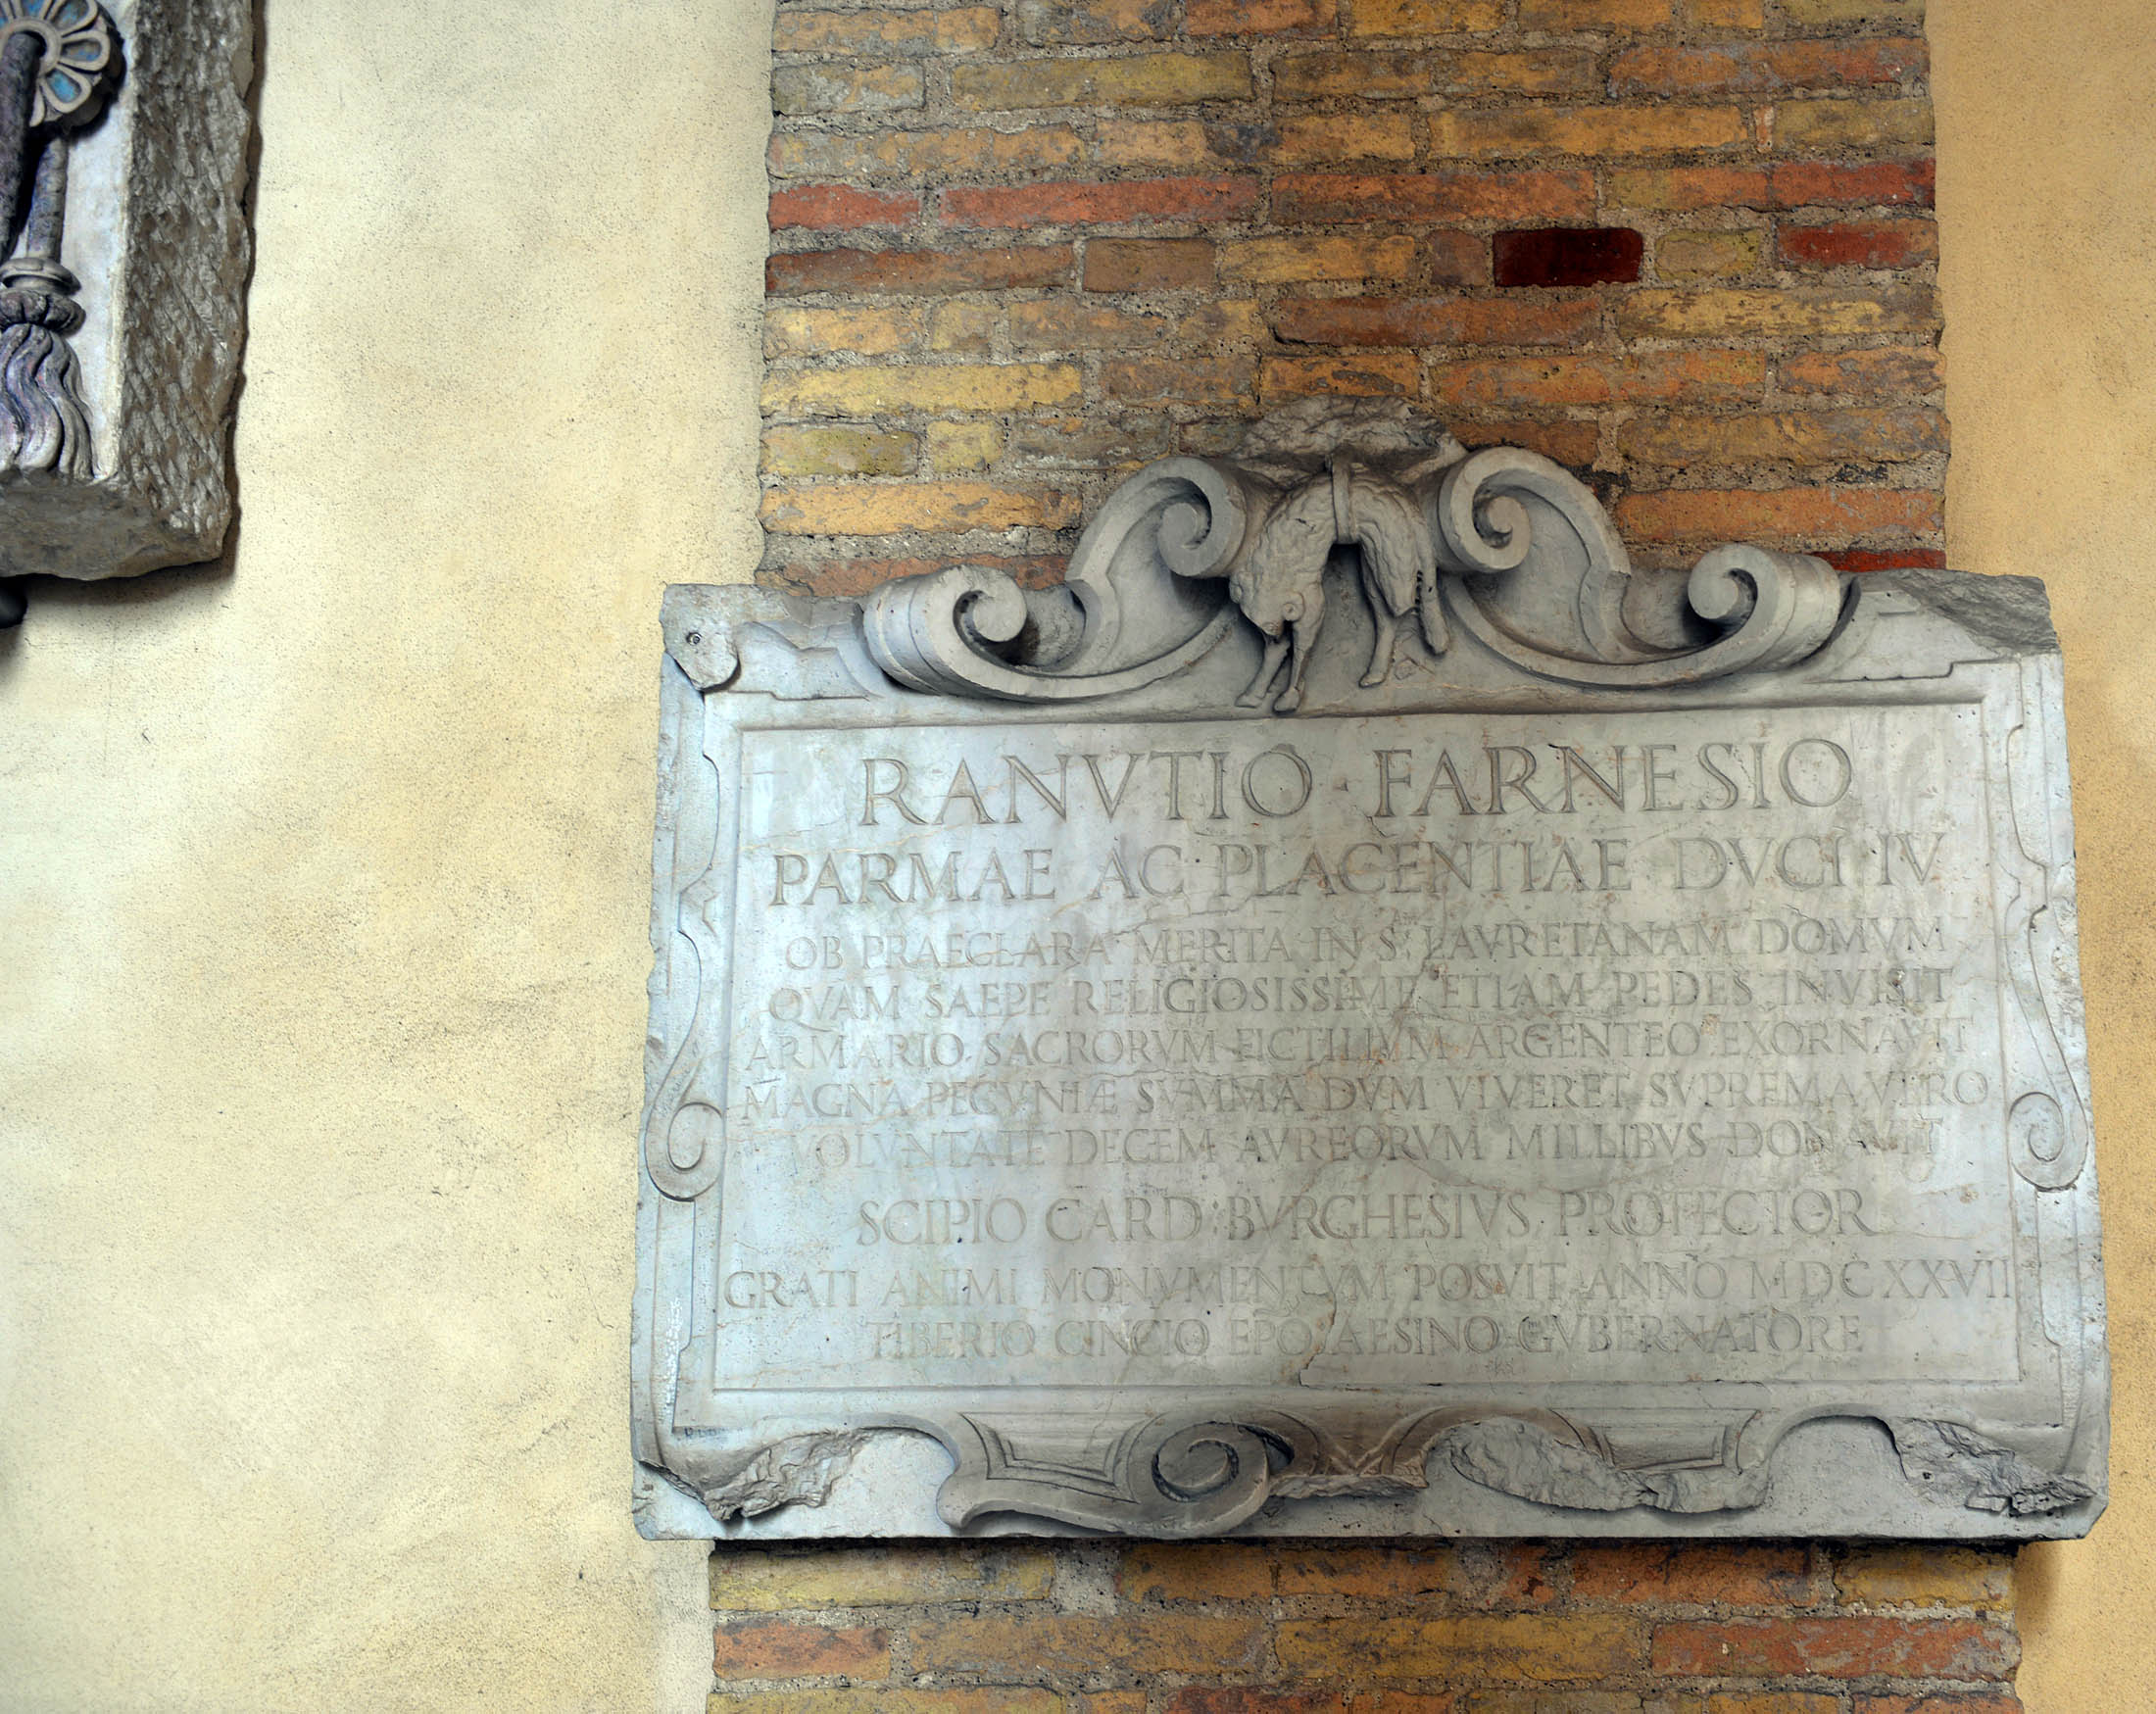 RANVTIO FARNESIO
PARMAE AC PLACENTIAE DVCI IV
OB PRAECLARA MERITA IN S. LAVRETANAM DOMVM
QVAM SAEPE RELIGIOSISSIME ETIAM PEDES INVISIT
ARMARIO SACRORVM FICTILIVM ARGENTEO EXORNAVIT
MAGNA PECVNIÆ SVMMA DVM VIVERET SVPREMA VERO
VOLVNTATE DECEM AVREORVM MILLIBVS DONAVIT
SCIPIO CARD BVRGHESIVS PROTECTOR
GRATI ANIMI MONVMENTVM POSVIT ANNO MDCXXVII
TIBERIO CINCIO EPO AESINO GVBERNATORE